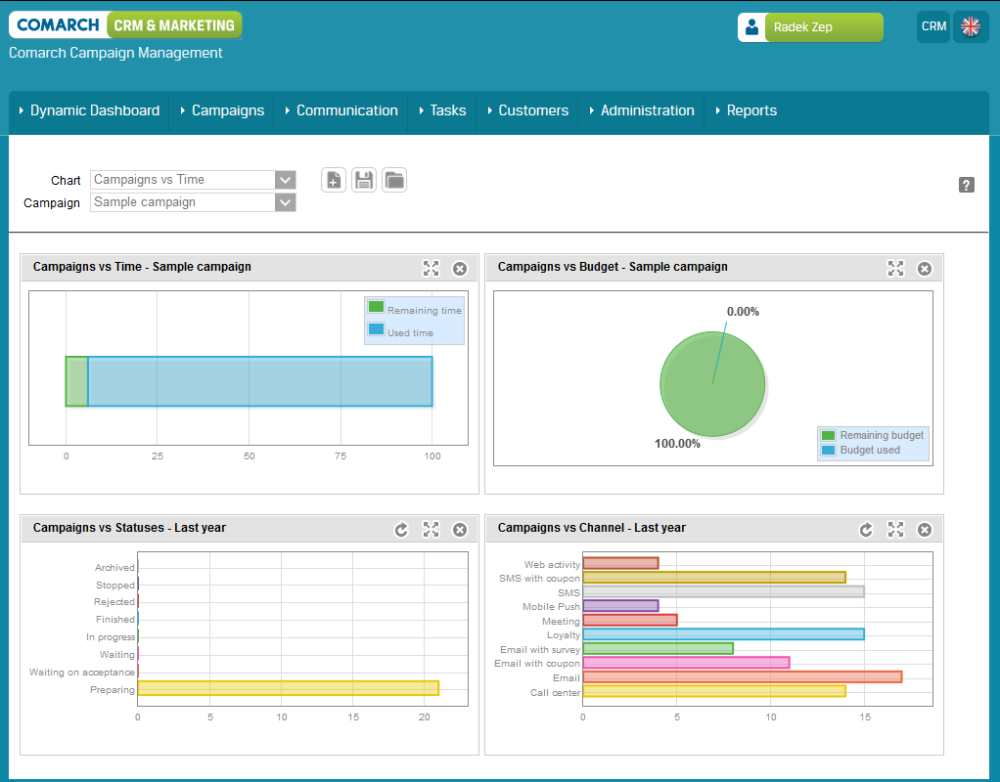 COMARCH CRM & MARKETING
Radek Zep
CRM
Comarch Campaign Management
Dynamic Dashboard Campaigns Communication Tasks Customers Administration Reports
Chart Campaigns vs Time
?
Campaign Sample campaign
Campaigns vs Time - Sample campaign
Remaining time
Used time
0 25 50 75 100
Campaigns vs Budget - Sample campaign
0.00%
100.00%
Remaining budget
Budget used
Campaigns vs Statuses - Last year
Archived
Stopped
Rejected
Finished
In progress
Waiting
Waiting on acceptance
Preparing
0 5 10 15 20
Campaigns vs Channel - Last year
Web activity
SMS with coupon
SMS
Mobile Push
Meeting
Loyalty
Email with survey
Email with coupon
Email
Call center
0 5 10 15